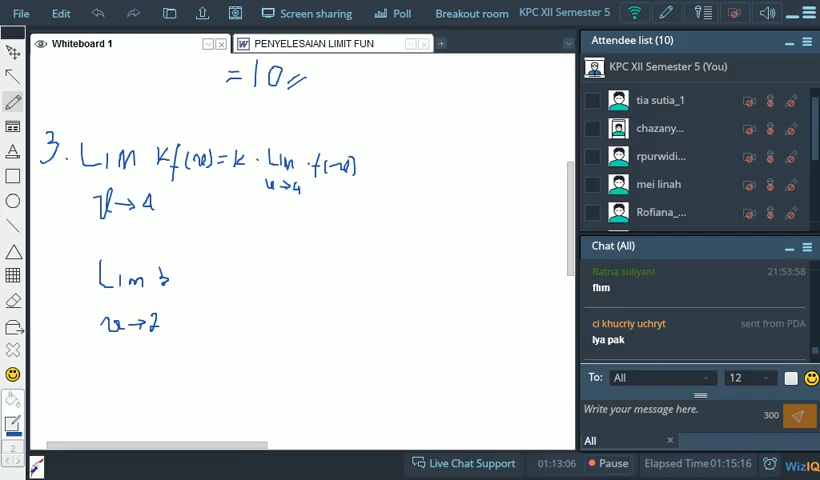 File Edit Screen sharing Poll Breakout room KPC XII Semester 5
Whiteboard 1
PENYELESAIAN LIMIT FUN
= 10
3. Lim kf(x) = k . Lim . f(x)
x→4 x→4
Lim 3
x→2
2
Attendee list (10)
KPC XII Semester 5 (You)
tia sutia_1
chazany...
rpurwidi...
mei linah
Rofiana_...
Chat (All)
Ratna suliyani 21:53:58
fhm
ci khucriy uchryt sent from PDA
Iya pak
To: All 12
Write your message here. 300
All x
Live Chat Support 01:13:06 Pause Elapsed Time 01:15:16 WizIQ